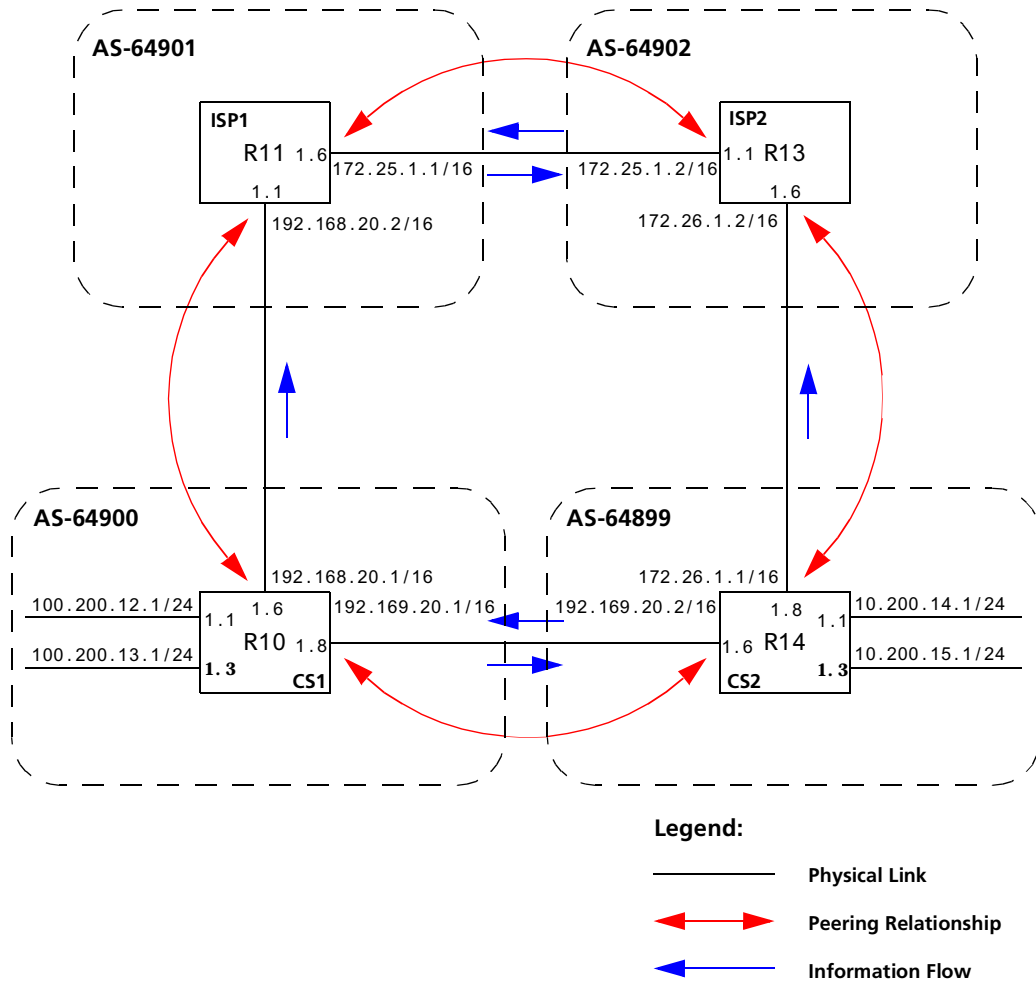 AS-64901
AS-64902
ISP1
ISP2
R11
1.6
1.1
R13
172.25.1.1/16
172.25.1.2/16
1.1
1.6
192.168.20.2/16
172.26.1.2/16
AS-64900
AS-64899
192.168.20.1/16
172.26.1.1/16
100.200.12.1/24
1.6
192.169.20.1/16
192.169.20.2/16
1.8
10.200.14.1/24
1.1
1.1
R10
1.8
1.6
R14
100.200.13.1/24
1.3
1.3
10.200.15.1/24
CS1
CS2
Legend:
Physical Link
Peering Relationship
Information Flow